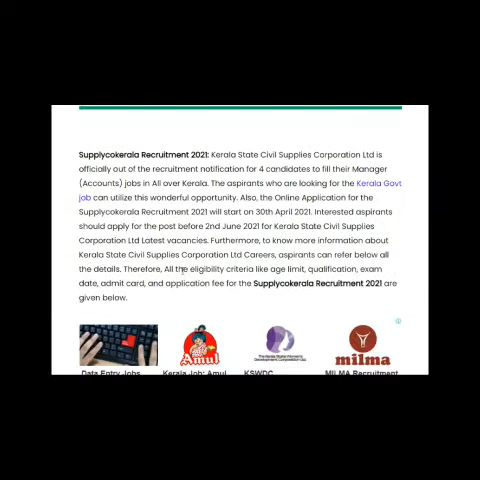 Supplycokerala Recruitment 2021: Kerala State Civil Supplies Corporation Ltd is
officially out of the recruitment notification for 4 candidates to fill their Manager
(Accounts) jobs in All over Kerala. The aspirants who are looking for the Kerala Govt
job can utilize this wonderful opportunity. Also, the Online Application for the
Supplycokerala Recruitment 2021 will start on 30th April 2021. Interested aspirants
should apply for the post before 2nd June 2021 for Kerala State Civil Supplies
Corporation Ltd Latest vacancies. Furthermore, to know more information about
Kerala State Civil Supplies Corporation Ltd Careers, aspirants can refer below all
the details. Therefore, All the eligibility criteria like age limit, qualification, exam
date, admit card, and application fee for the Supplycokerala Recruitment 2021 are
given below.
Amul
The Kerala State Women's
Development Corporation Ltd.
milma
Data Entry Jobs
Kerala Job: Amul
KSWDC
MILMA Recruitment